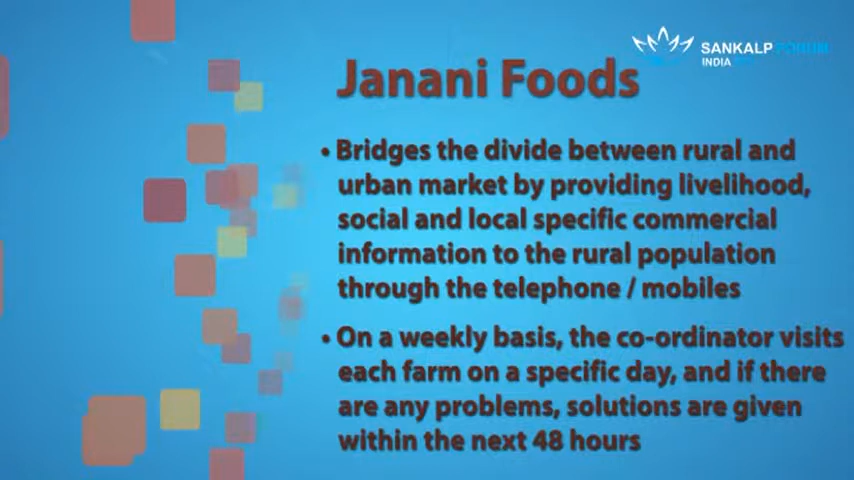 SANKALP FORUM
INDIA
Janani Foods
• Bridges the divide between rural and
urban market by providing livelihood,
social and local specific commercial
information to the rural population
through the telephone / mobiles
• On a weekly basis, the co-ordinator visits
each farm on a specific day, and if there
are any problems, solutions are given
within the next 48 hours